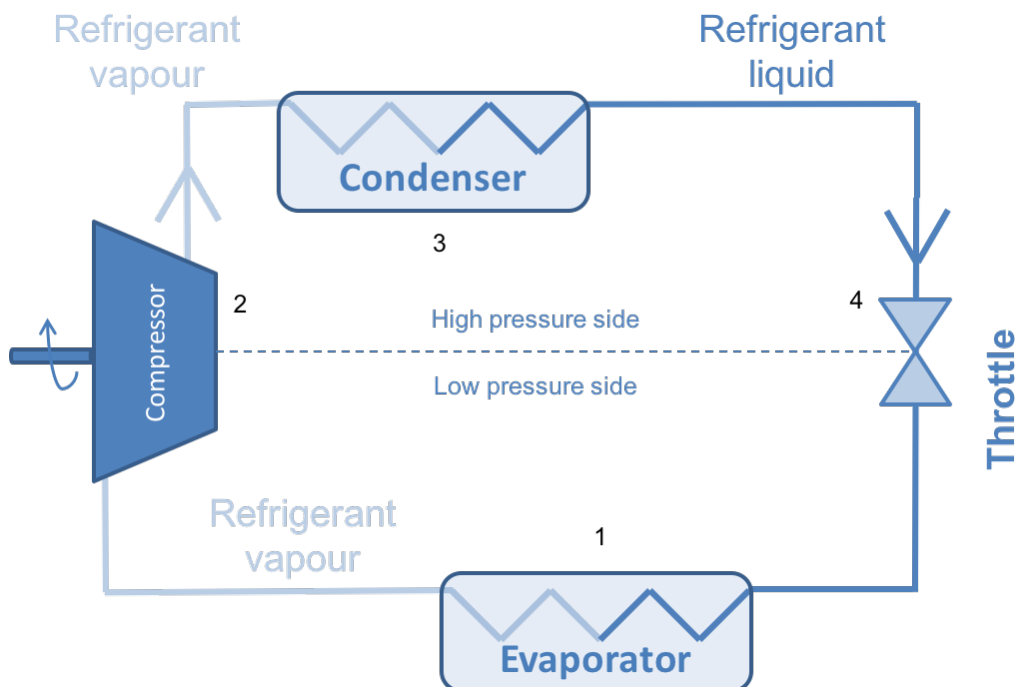 Refrigerant
vapour
Refrigerant
liquid
Condenser
3
2
4
High pressure side
Compressor
Low pressure side
Throttle
Refrigerant
vapour
1
Evaporator